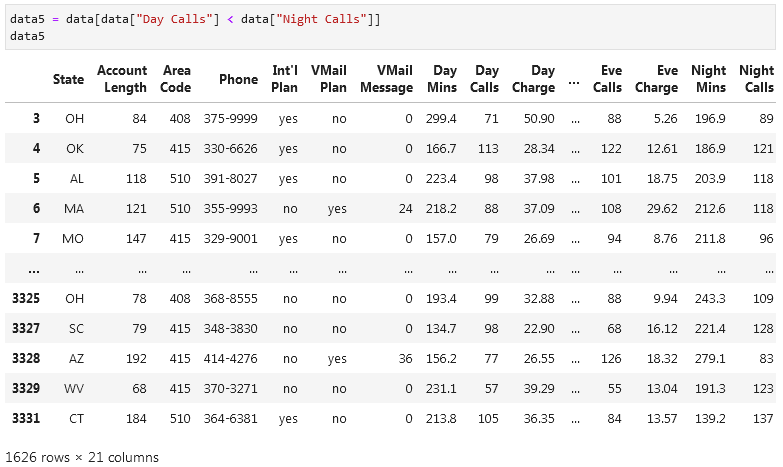 data5 = data[data["Day Calls"] < data["Night Calls"]]
data5
State Account Length Area Code Phone Int'l Plan VMail Plan VMail Message Day Mins Day Calls Day Charge ... Eve Calls Eve Charge Night Mins Night Calls
3 OH 84 408 375-9999 yes no 0 299.4 71 50.90 ... 88 5.26 196.9 89
4 OK 75 415 330-6626 yes no 0 166.7 113 28.34 ... 122 12.61 186.9 121
5 AL 118 510 391-8027 yes no 0 223.4 98 37.98 ... 101 18.75 203.9 118
6 MA 121 510 355-9993 no yes 24 218.2 88 37.09 ... 108 29.62 212.6 118
7 MO 147 415 329-9001 yes no 0 157.0 79 26.69 ... 94 8.76 211.8 96
... ... ... ... ... ... ... ... ... ... ... ... ... ... ... ...
3325 OH 78 408 368-8555 no no 0 193.4 99 32.88 ... 88 9.94 243.3 109
3327 SC 79 415 348-3830 no no 0 134.7 98 22.90 ... 68 16.12 221.4 128
3328 AZ 192 415 414-4276 no yes 36 156.2 77 26.55 ... 126 18.32 279.1 83
3329 WV 68 415 370-3271 no no 0 231.1 57 39.29 ... 55 13.04 191.3 123
3331 CT 184 510 364-6381 yes no 0 213.8 105 36.35 ... 84 13.57 139.2 137
1626 rows × 21 columns